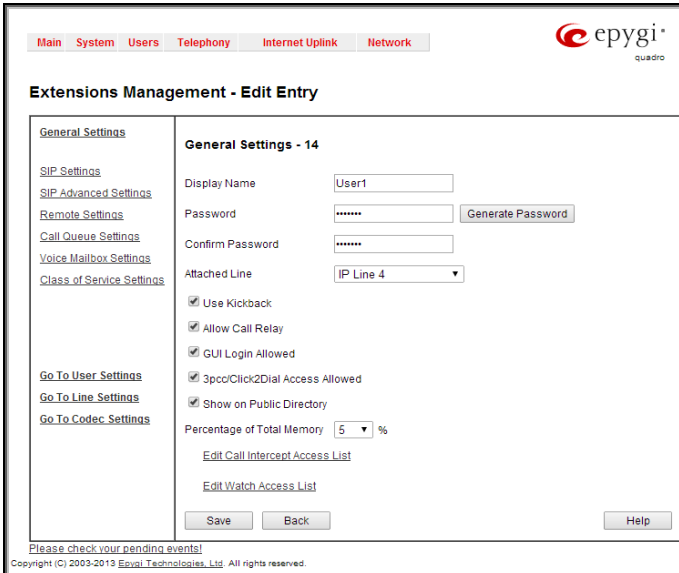 Main System Users Telephony Internet Uplink Network
epygi
quadro
Extensions Management - Edit Entry
General Settings
SIP Settings
SIP Advanced Settings
Remote Settings
Call Queue Settings
Voice Mailbox Settings
Class of Service Settings
Go To User Settings
Go To Line Settings
Go To Codec Settings
General Settings - 14
Display Name User1
Password ••••••• Generate Password
Confirm Password •••••••
Attached Line IP Line 4
Use Kickback
Allow Call Relay
GUI Login Allowed
3pcc/Click2Dial Access Allowed
Show on Public Directory
Percentage of Total Memory 5 %
Edit Call Intercept Access List
Edit Watch Access List
Save Back Help
Please check your pending events!
Copyright (C) 2003-2013 Epygi Technologies, Ltd. All rights reserved.